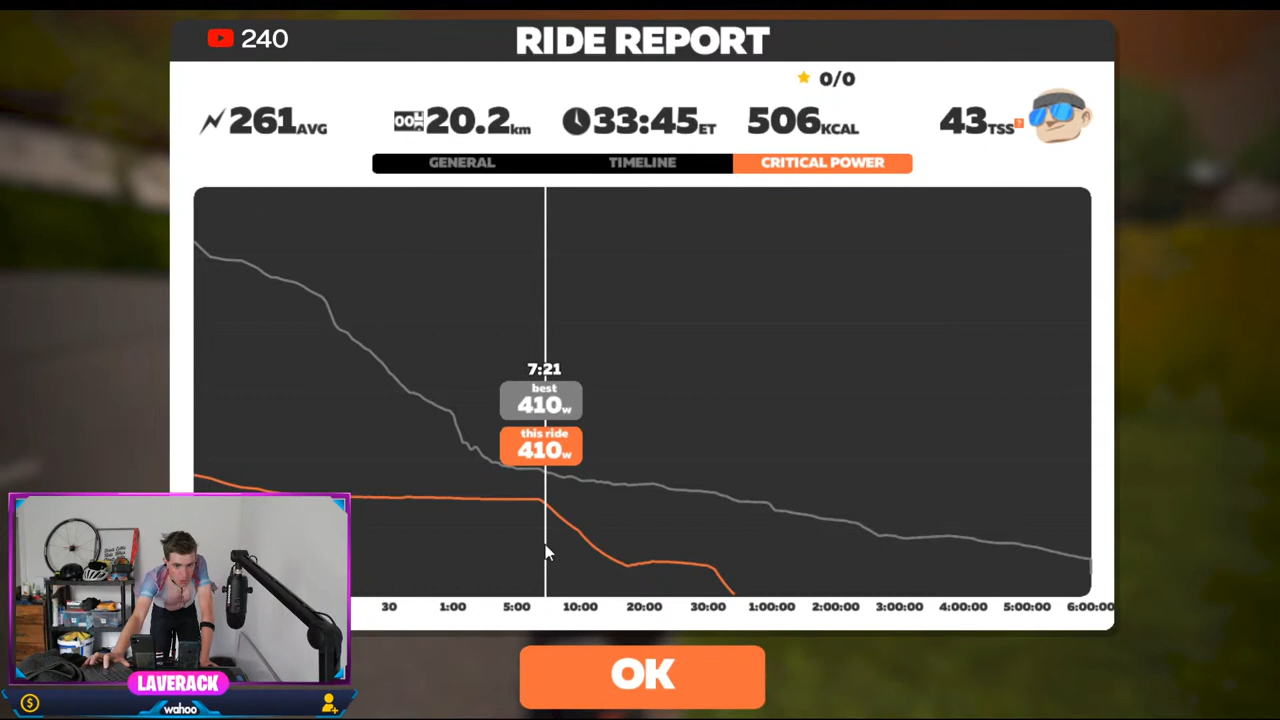 240
RIDE REPORT
0/0
261AVG
20.2km
33:45ET
506KCAL
43TSS?
GENERAL
TIMELINE
CRITICAL POWER
7:21
best
410w
this ride
410w
30
1:00
5:00
10:00
20:00
30:00
1:00:00
2:00:00
3:00:00
4:00:00
5:00:00
6:00:00
OK
LAVERACK
wahoo